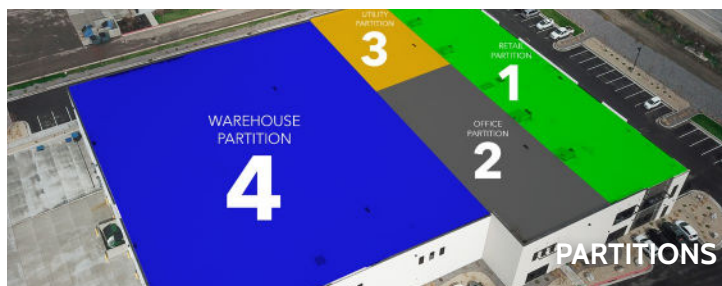 UTILITY
PARTITION
3
RETAIL
PARTITION
1
WAREHOUSE
PARTITION
4
OFFICE
PARTITION
2
PARTITIONS